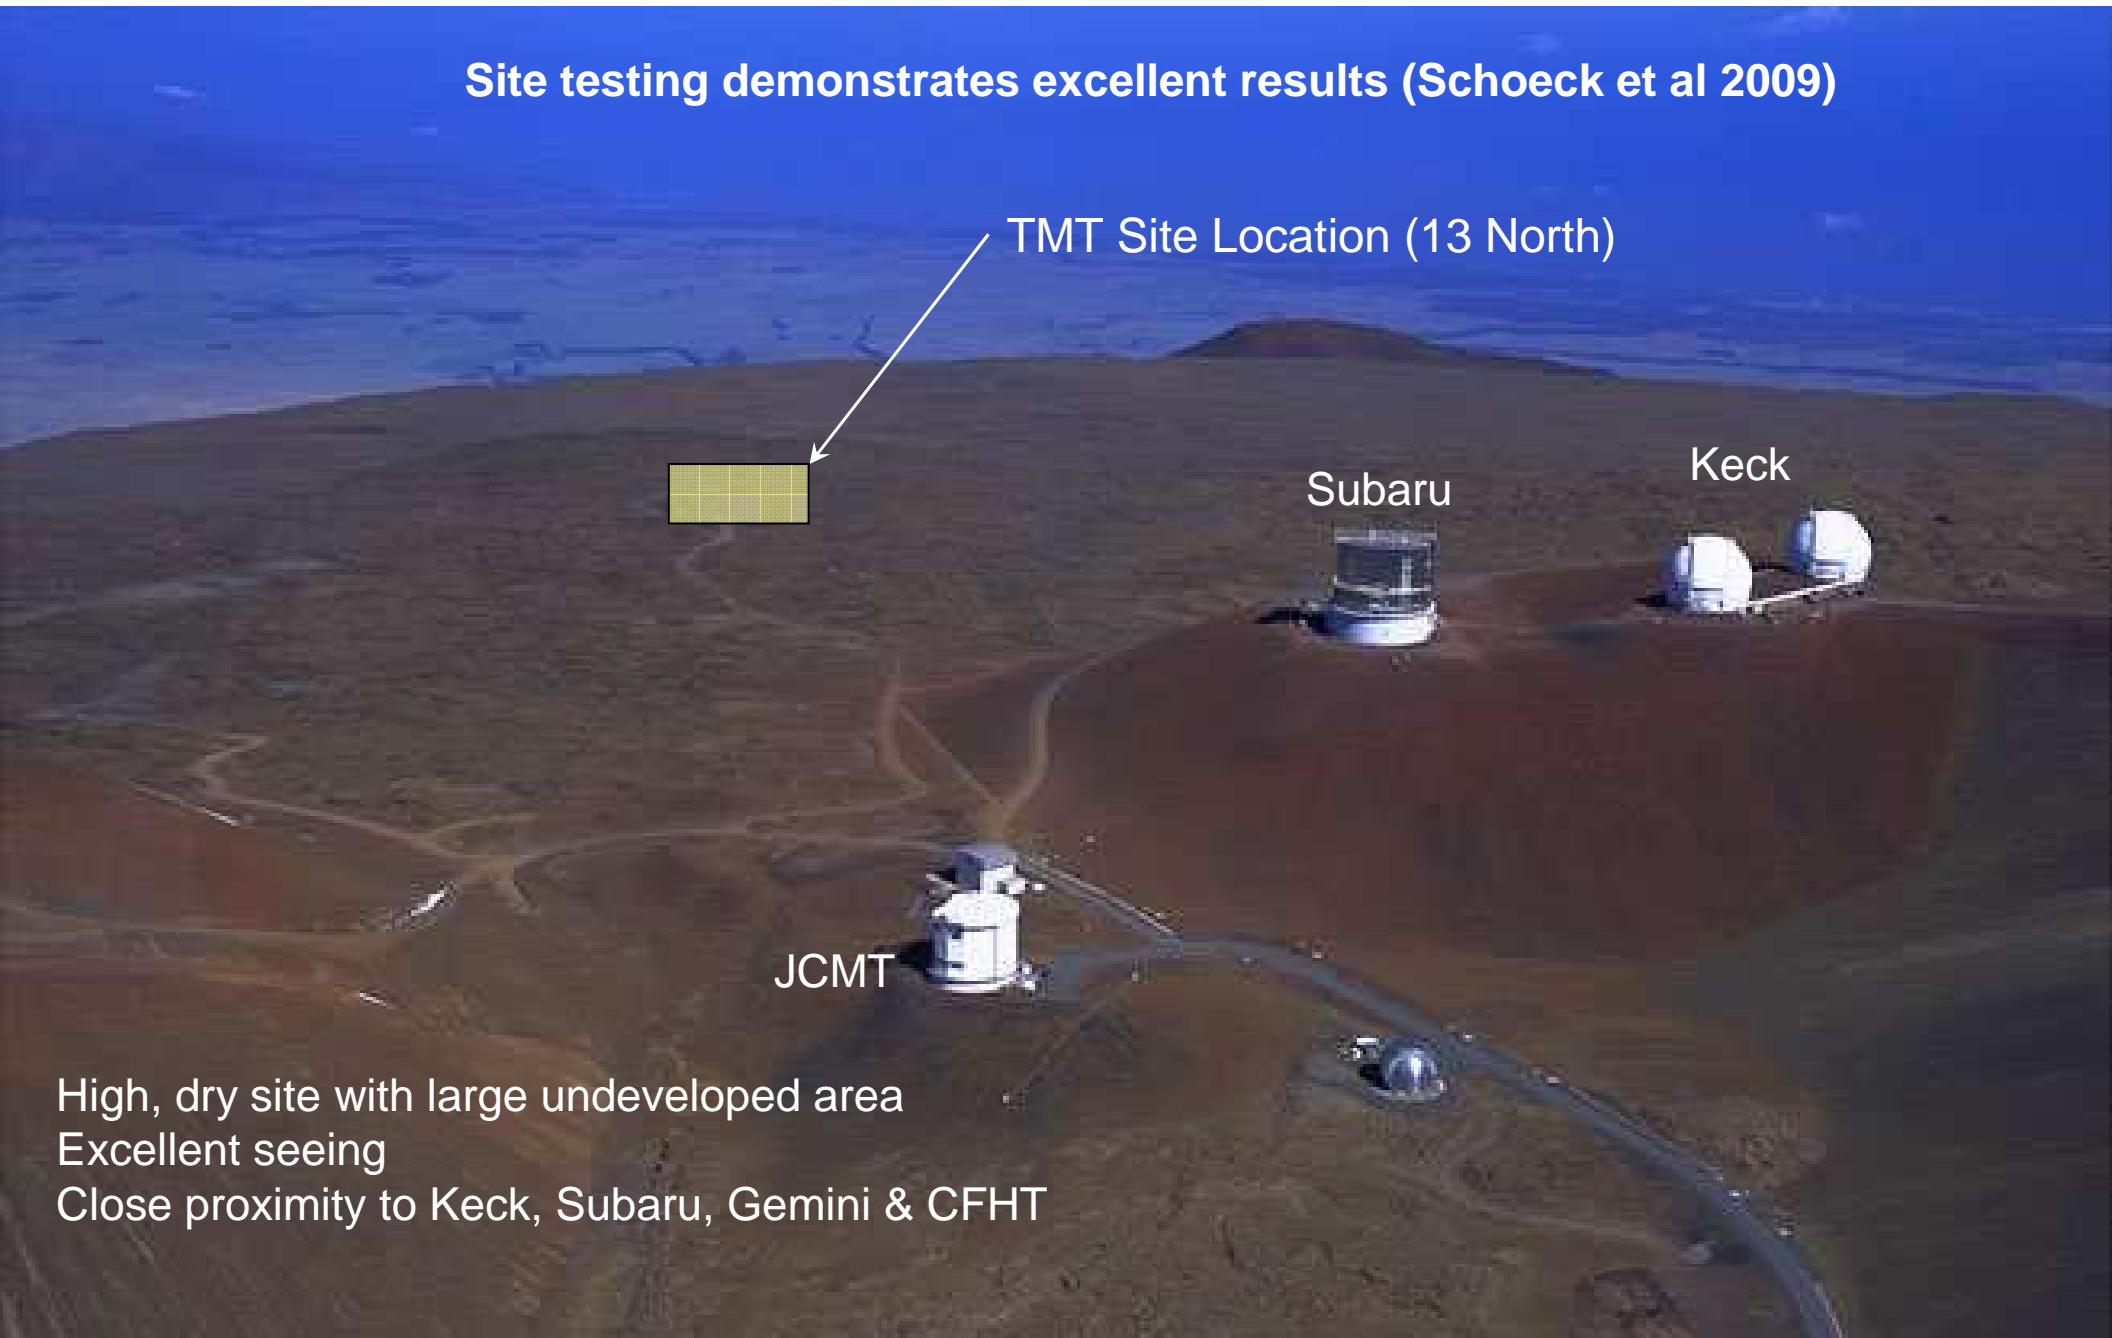 Site testing demonstrates excellent results (Schoeck et al 2009)
TMT Site Location (13 North)
Keck
Subaru
JCMT
High, dry site with large undeveloped area
Excellent seeing
Close proximity to Keck, Subaru, Gemini & CFHT